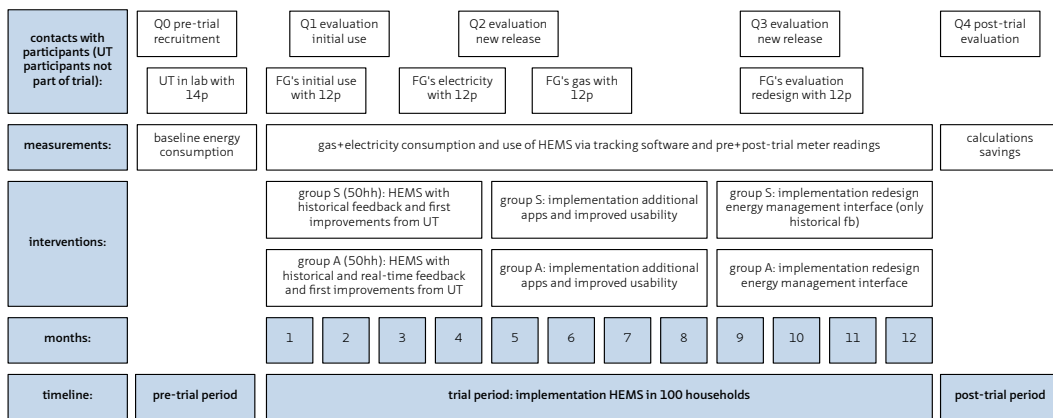 contacts with
participants (UT
participants not
part of trial):
Q0 pre-trial
recruitment
Q1 evaluation
initial use
Q2 evaluation
new release
Q3 evaluation
new release
Q4 post-trial
evaluation
UT in lab with
14p
FG's initial use
with 12p
FG's electricity
with 12p
FG's gas with
12p
FG's evaluation
redesign with 12p
measurements:
baseline energy
consumption
gas+electricity consumption and use of HEMS via tracking software and pre+post-trial meter readings
calculations
savings
interventions:
group S (50hh): HEMS with
historical feedback and first
improvements from UT
group S: implementation additional
apps and improved usability
group S: implementation redesign
energy management interface (only
historical fb)
group A (50hh): HEMS with
historical and real-time feedback
and first improvements from UT
group A: implementation additional
apps and improved usability
group A: implementation redesign
energy management interface
months:
1 2 3 4 5 6 7 8 9 10 11 12
timeline:
pre-trial period
trial period: implementation HEMS in 100 households
post-trial period